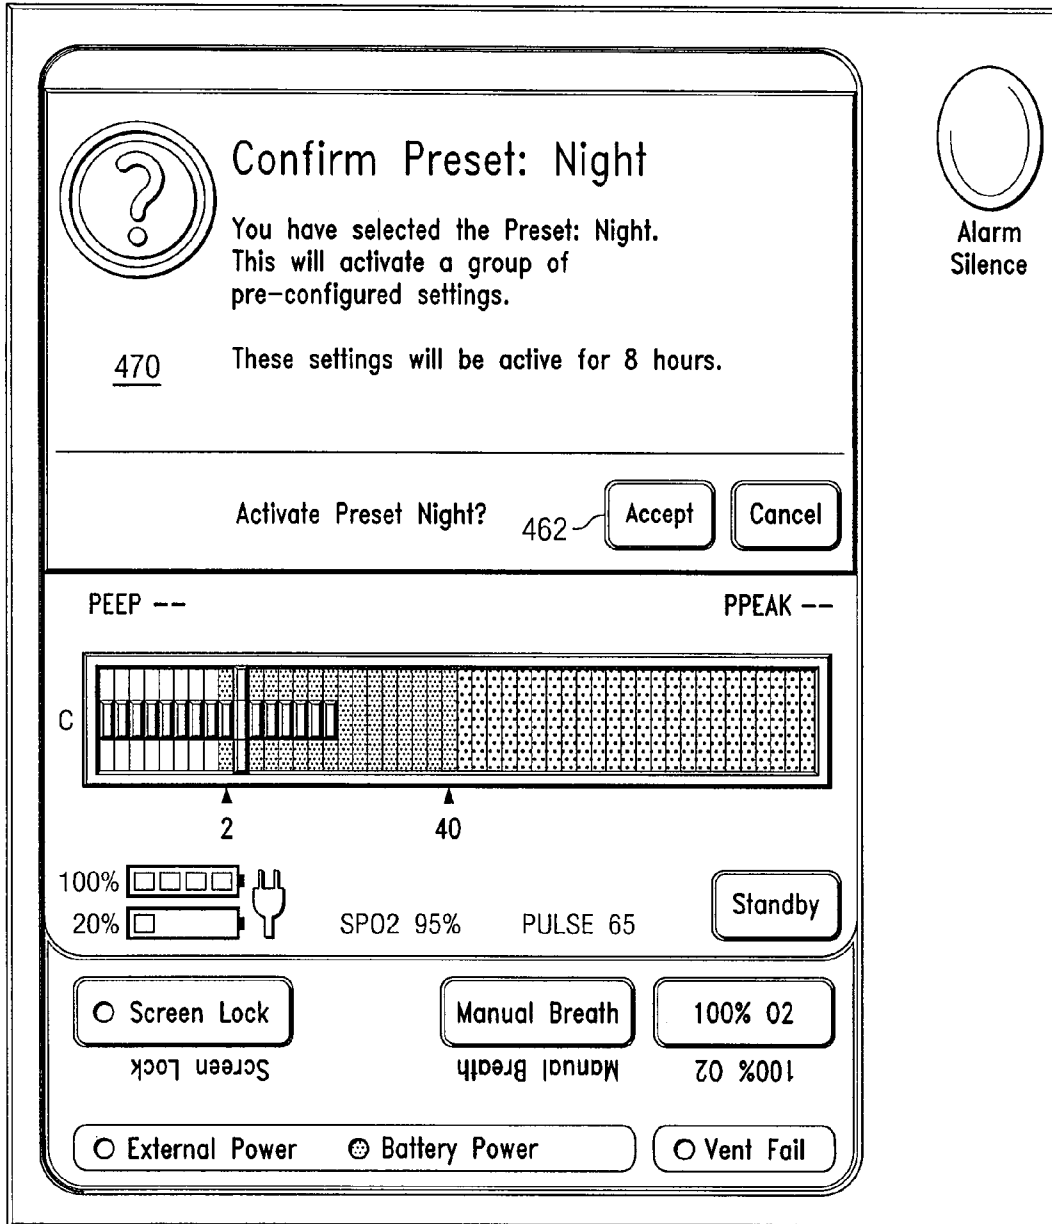 Confirm Preset: Night
You have selected the Preset: Night.
This will activate a group of
pre-configured settings.
470
These settings will be active for 8 hours.
Activate Preset Night?
462
Accept
Cancel
Alarm
Silence
PEEP --
PPEAK --
C
2
40
100%
20%
SPO2 95%
PULSE 65
Standby
Screen Lock
Manual Breath
100% O2
Screen Lock
Manual Breath
100% O2
External Power
Battery Power
Vent Fail